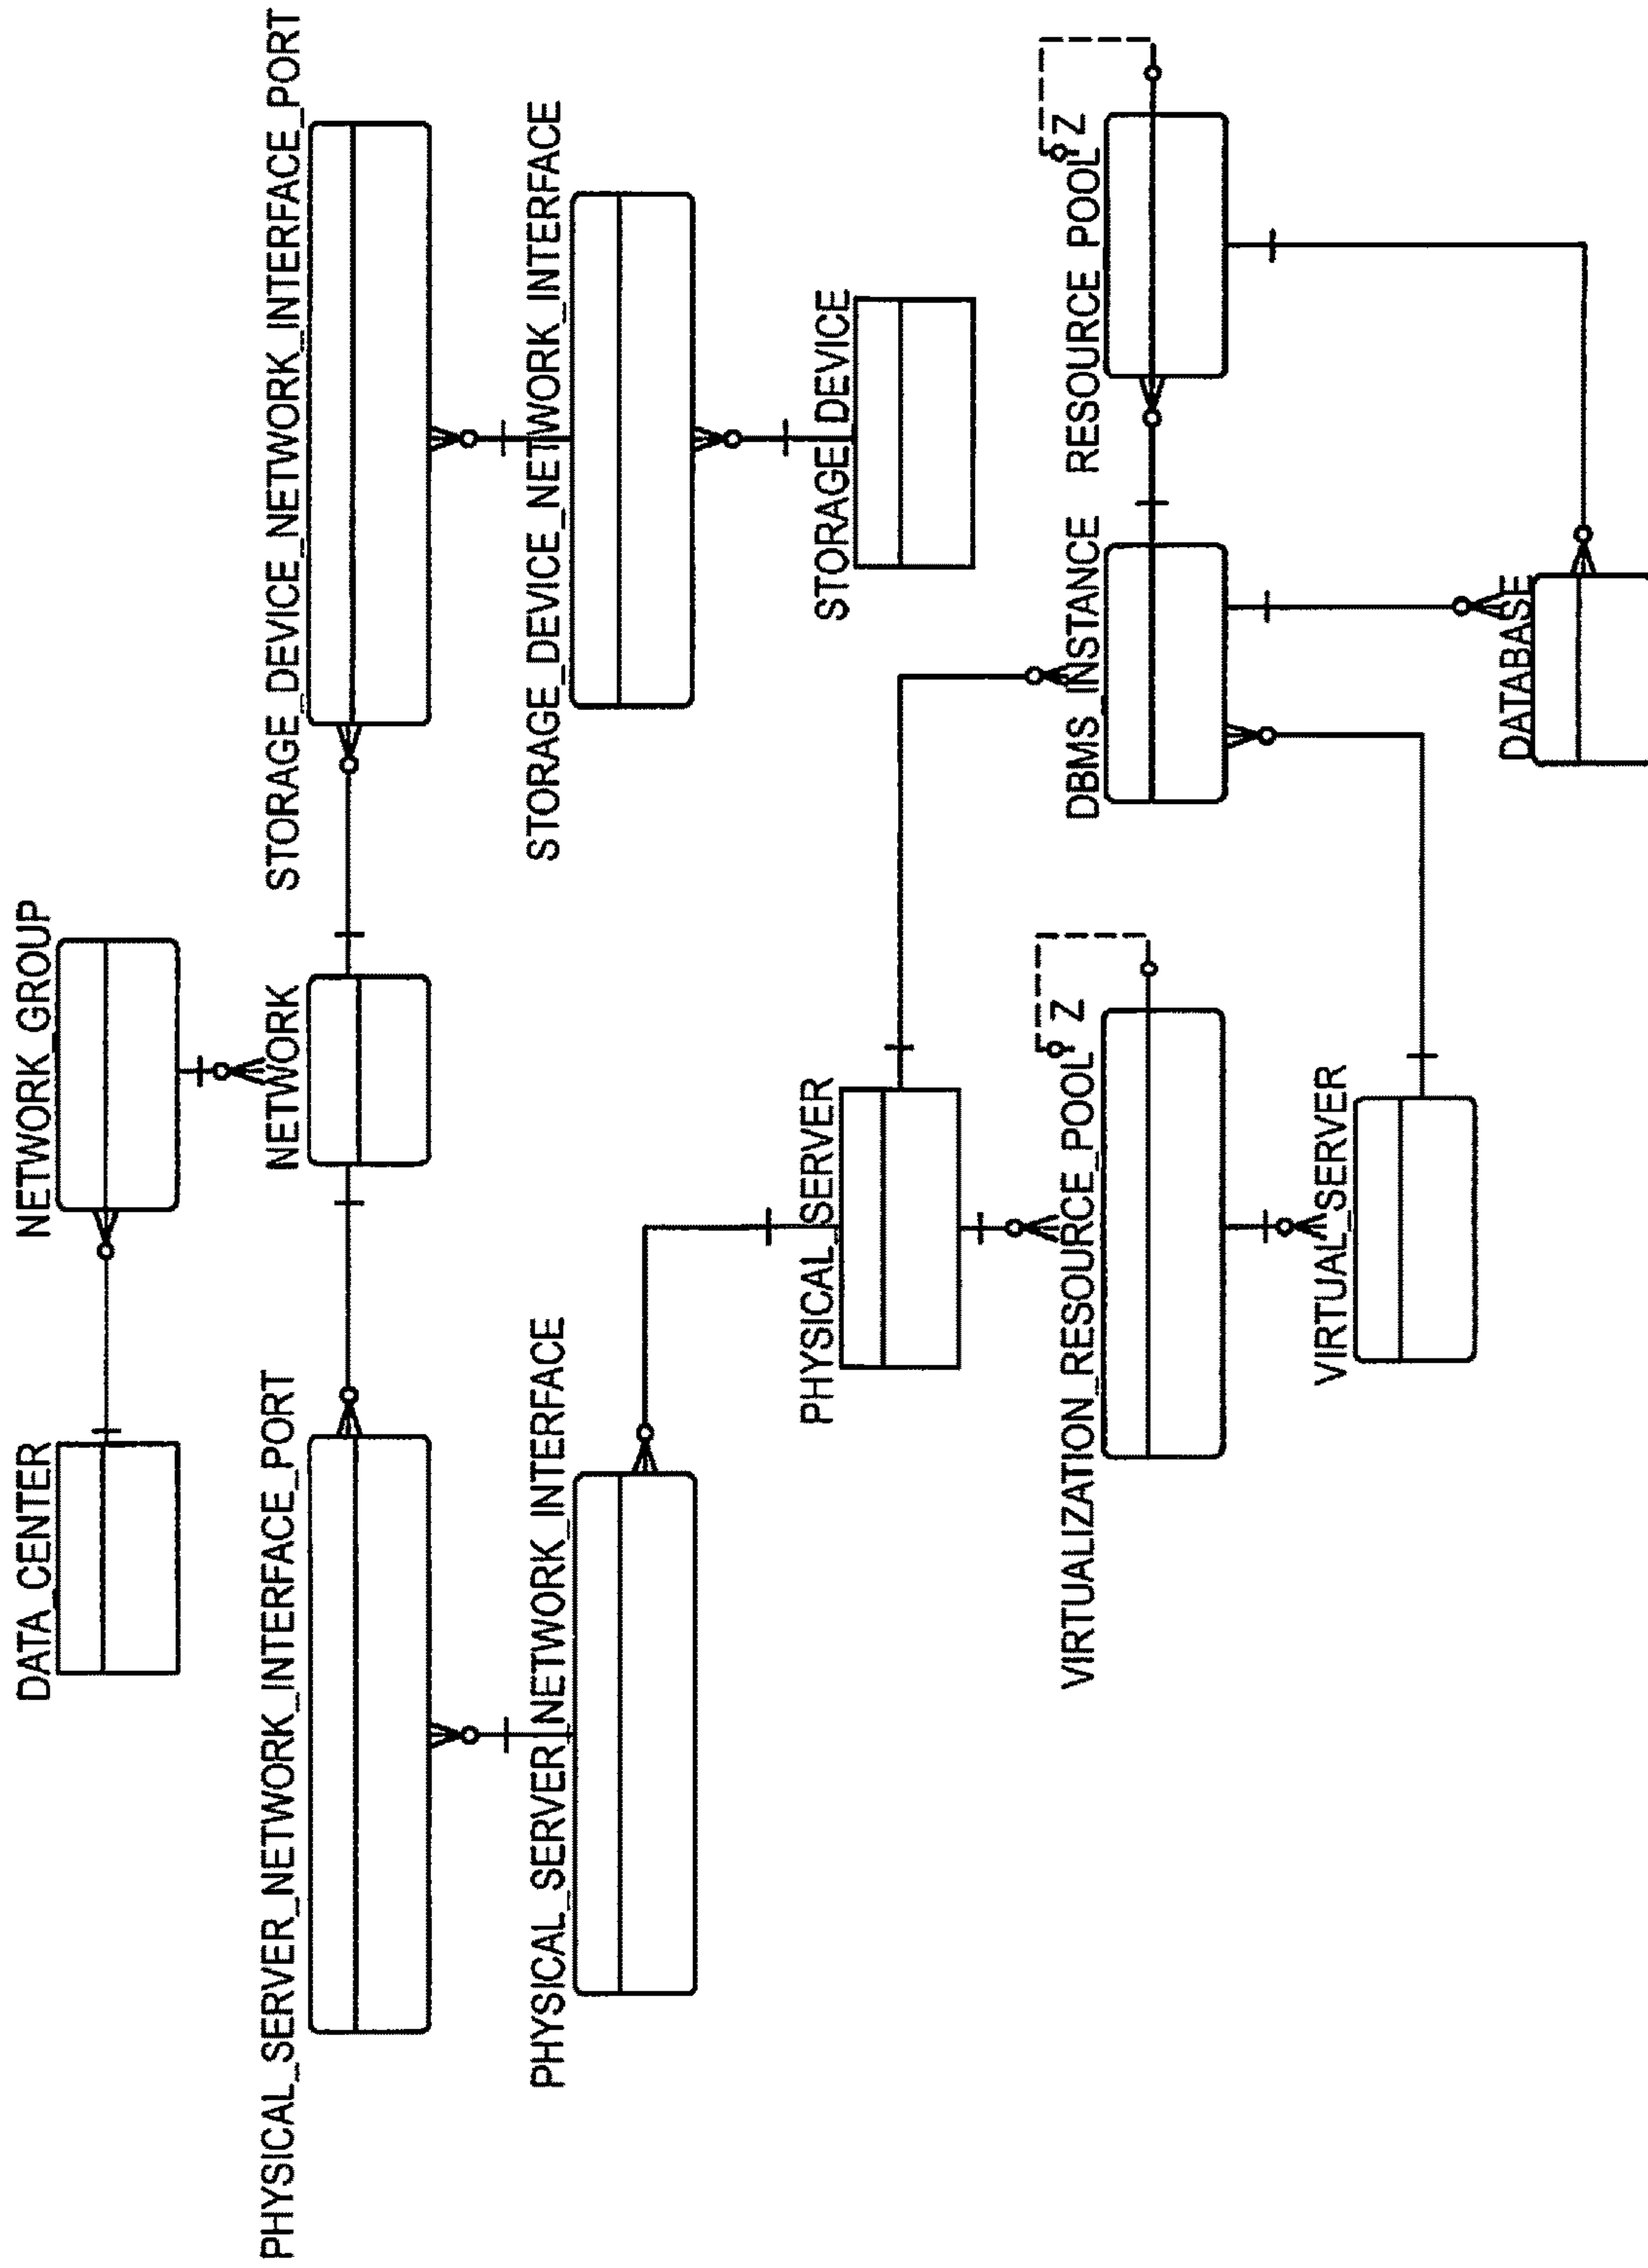 DATA_CENTER
NETWORK_GROUP
PHYSICAL_SERVER_NETWORK_INTERFACE_PORT
NETWORK
STORAGE_DEVICE_NETWORK_INTERFACE_PORT
PHYSICAL_SERVER_NETWORK_INTERFACE
STORAGE_DEVICE_NETWORK_INTERFACE
PHYSICAL_SERVER
STORAGE_DEVICE
VIRTUALIZATION_RESOURCE_POOL
Z
DBMS_INSTANCE
RESOURCE_POOL
Z
VIRTUAL_SERVER
DATABASE